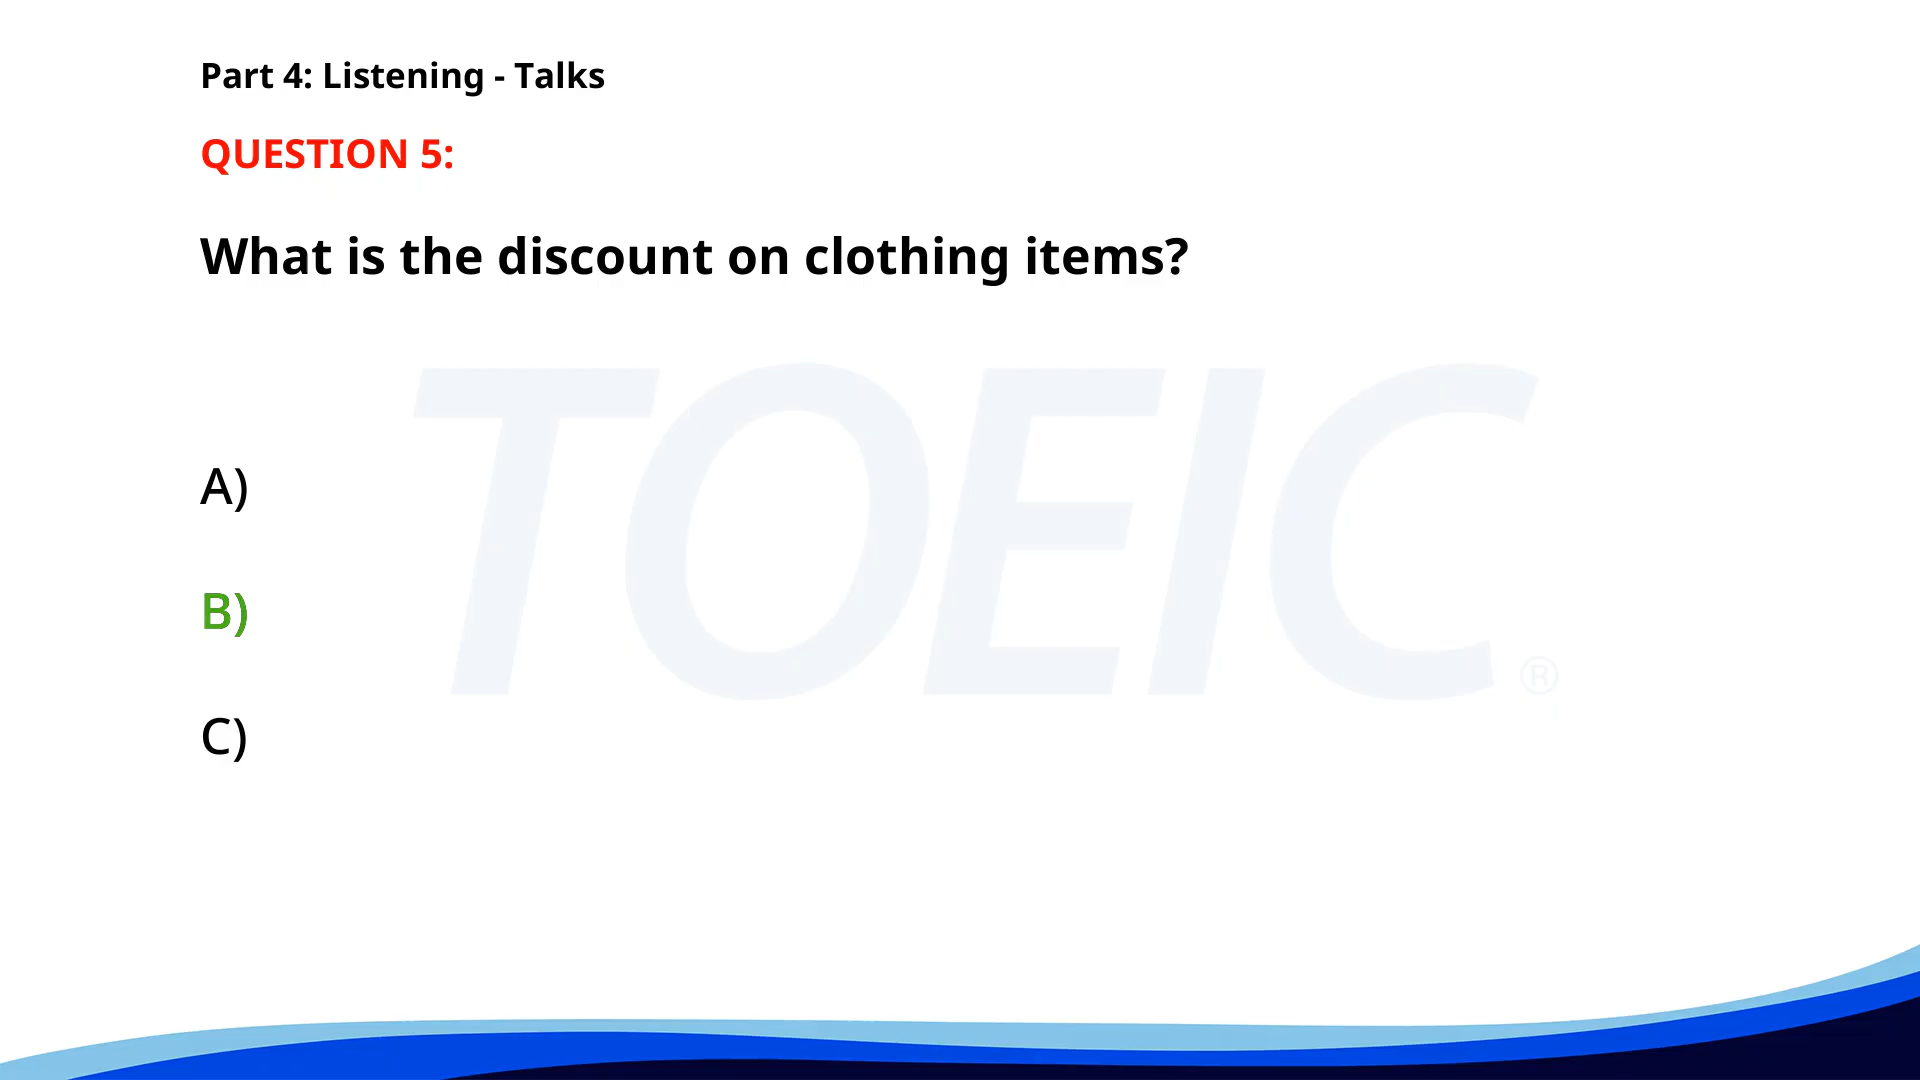 Part 4: Listening - Talks
QUESTION 5:
What is the discount on clothing items?
TOEIC®
A)
B)
C)